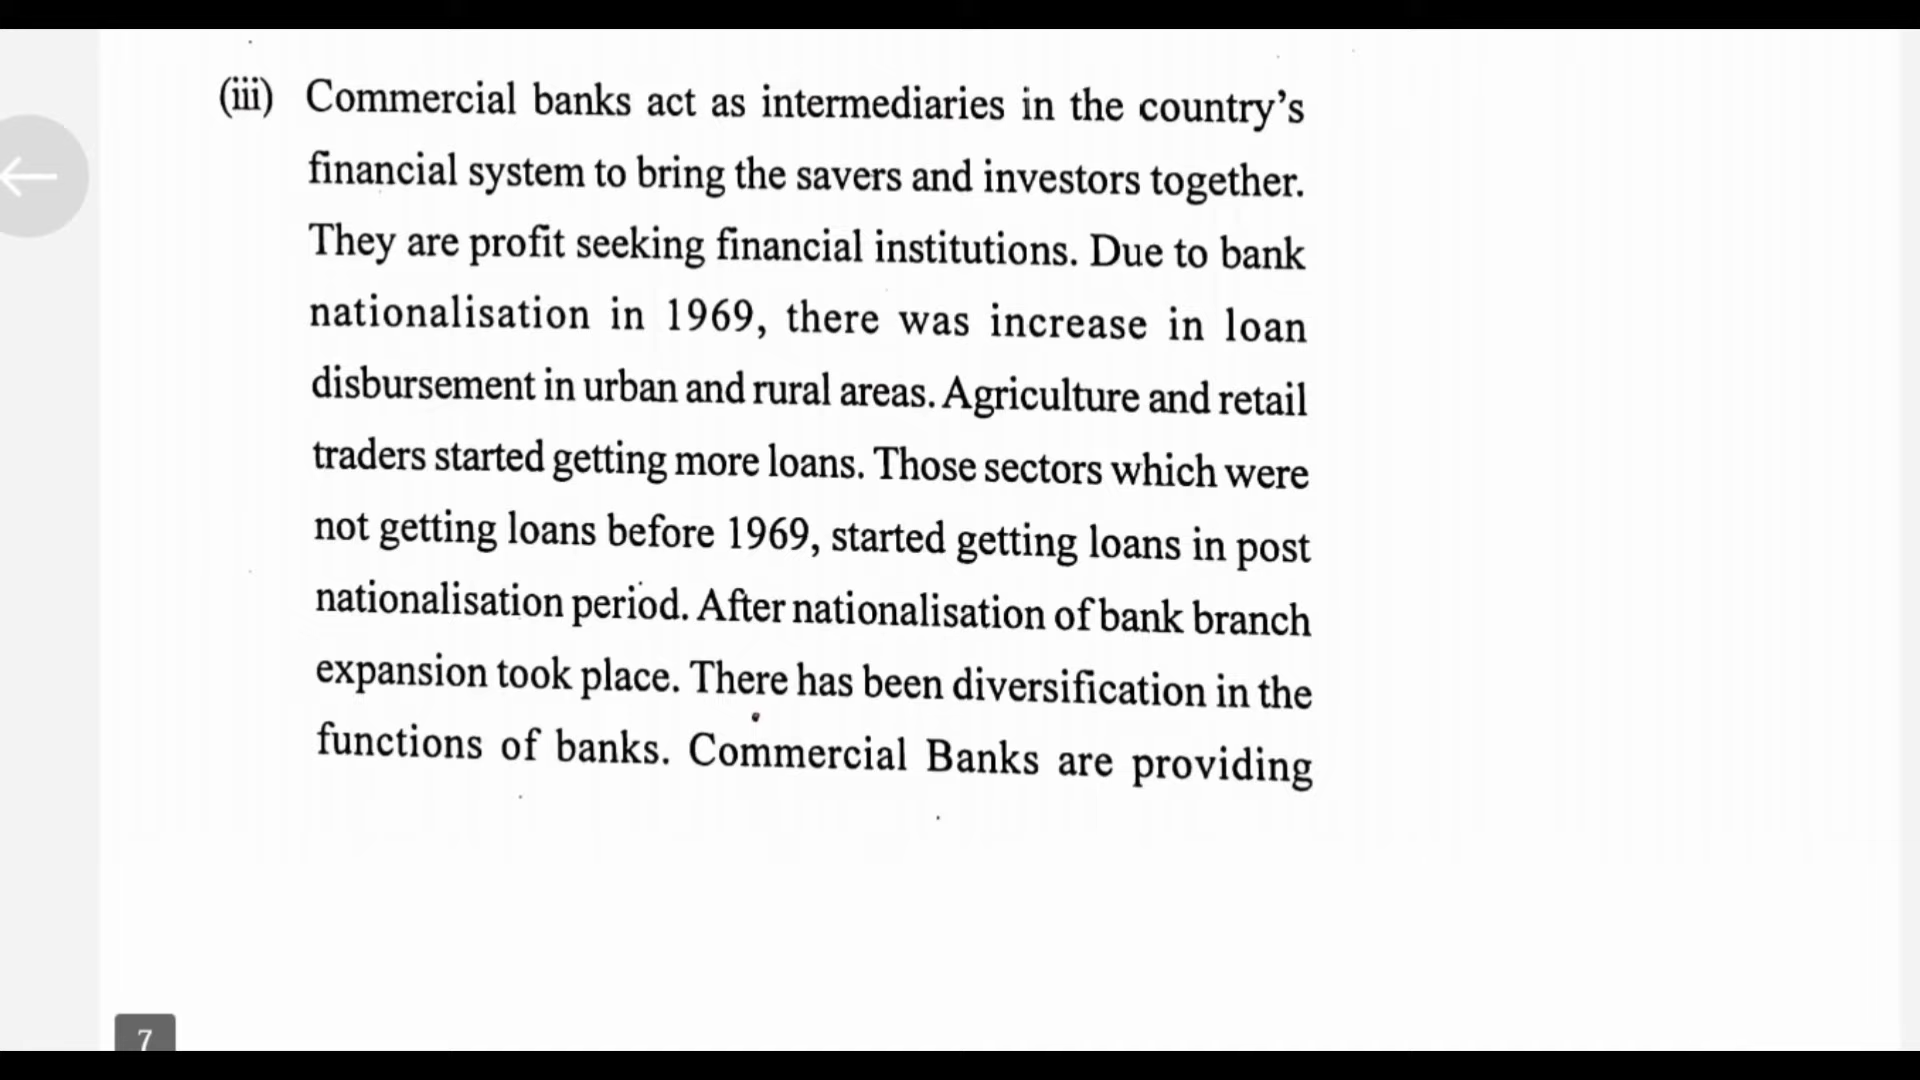 (iii) Commercial banks act as intermediaries in the country's
financial system to bring the savers and investors together.
They are profit seeking financial institutions. Due to bank
nationalisation in 1969, there was increase in loan
disbursement in urban and rural areas. Agriculture and retail
traders started getting more loans. Those sectors which were
not getting loans before 1969, started getting loans in post
nationalisation period. After nationalisation of bank branch
expansion took place. There has been diversification in the
functions of banks. Commercial Banks are providing
7